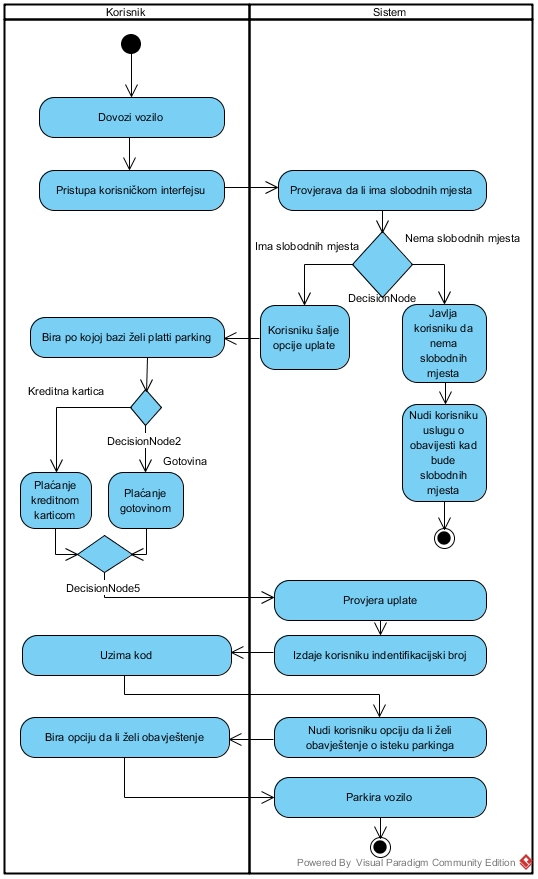 Korisnik
Sistem
Dovozi vozilo
Pristupa korisničkom interfejsu
Provjerava da li ima slobodnih mjesta
Ima slobodnih mjesta
Nema slobodnih mjesta
DecisionNode
Javlja
korisniku da
nema
slobodnih
mjesta
Korisniku šalje
opcije uplate
Bira po kojoj bazi želi platti parking
Kreditna kartica
DecisionNode2
Gotovina
Nudi korisniku
uslugu o
obavijesti kad
bude
slobodnih
mjesta
Plaćanje
kreditnom
karticom
Plaćanje
gotovinom
DecisionNode5
Provjera uplate
Uzima kod
Izdaje korisniku indentifikacijski broj
Bira opciju da li želi obavještenje
Nudi korisniku opciju da li želi
obavještenje o isteku parkinga
Parkira vozilo
Powered By Visual Paradigm Community Edition